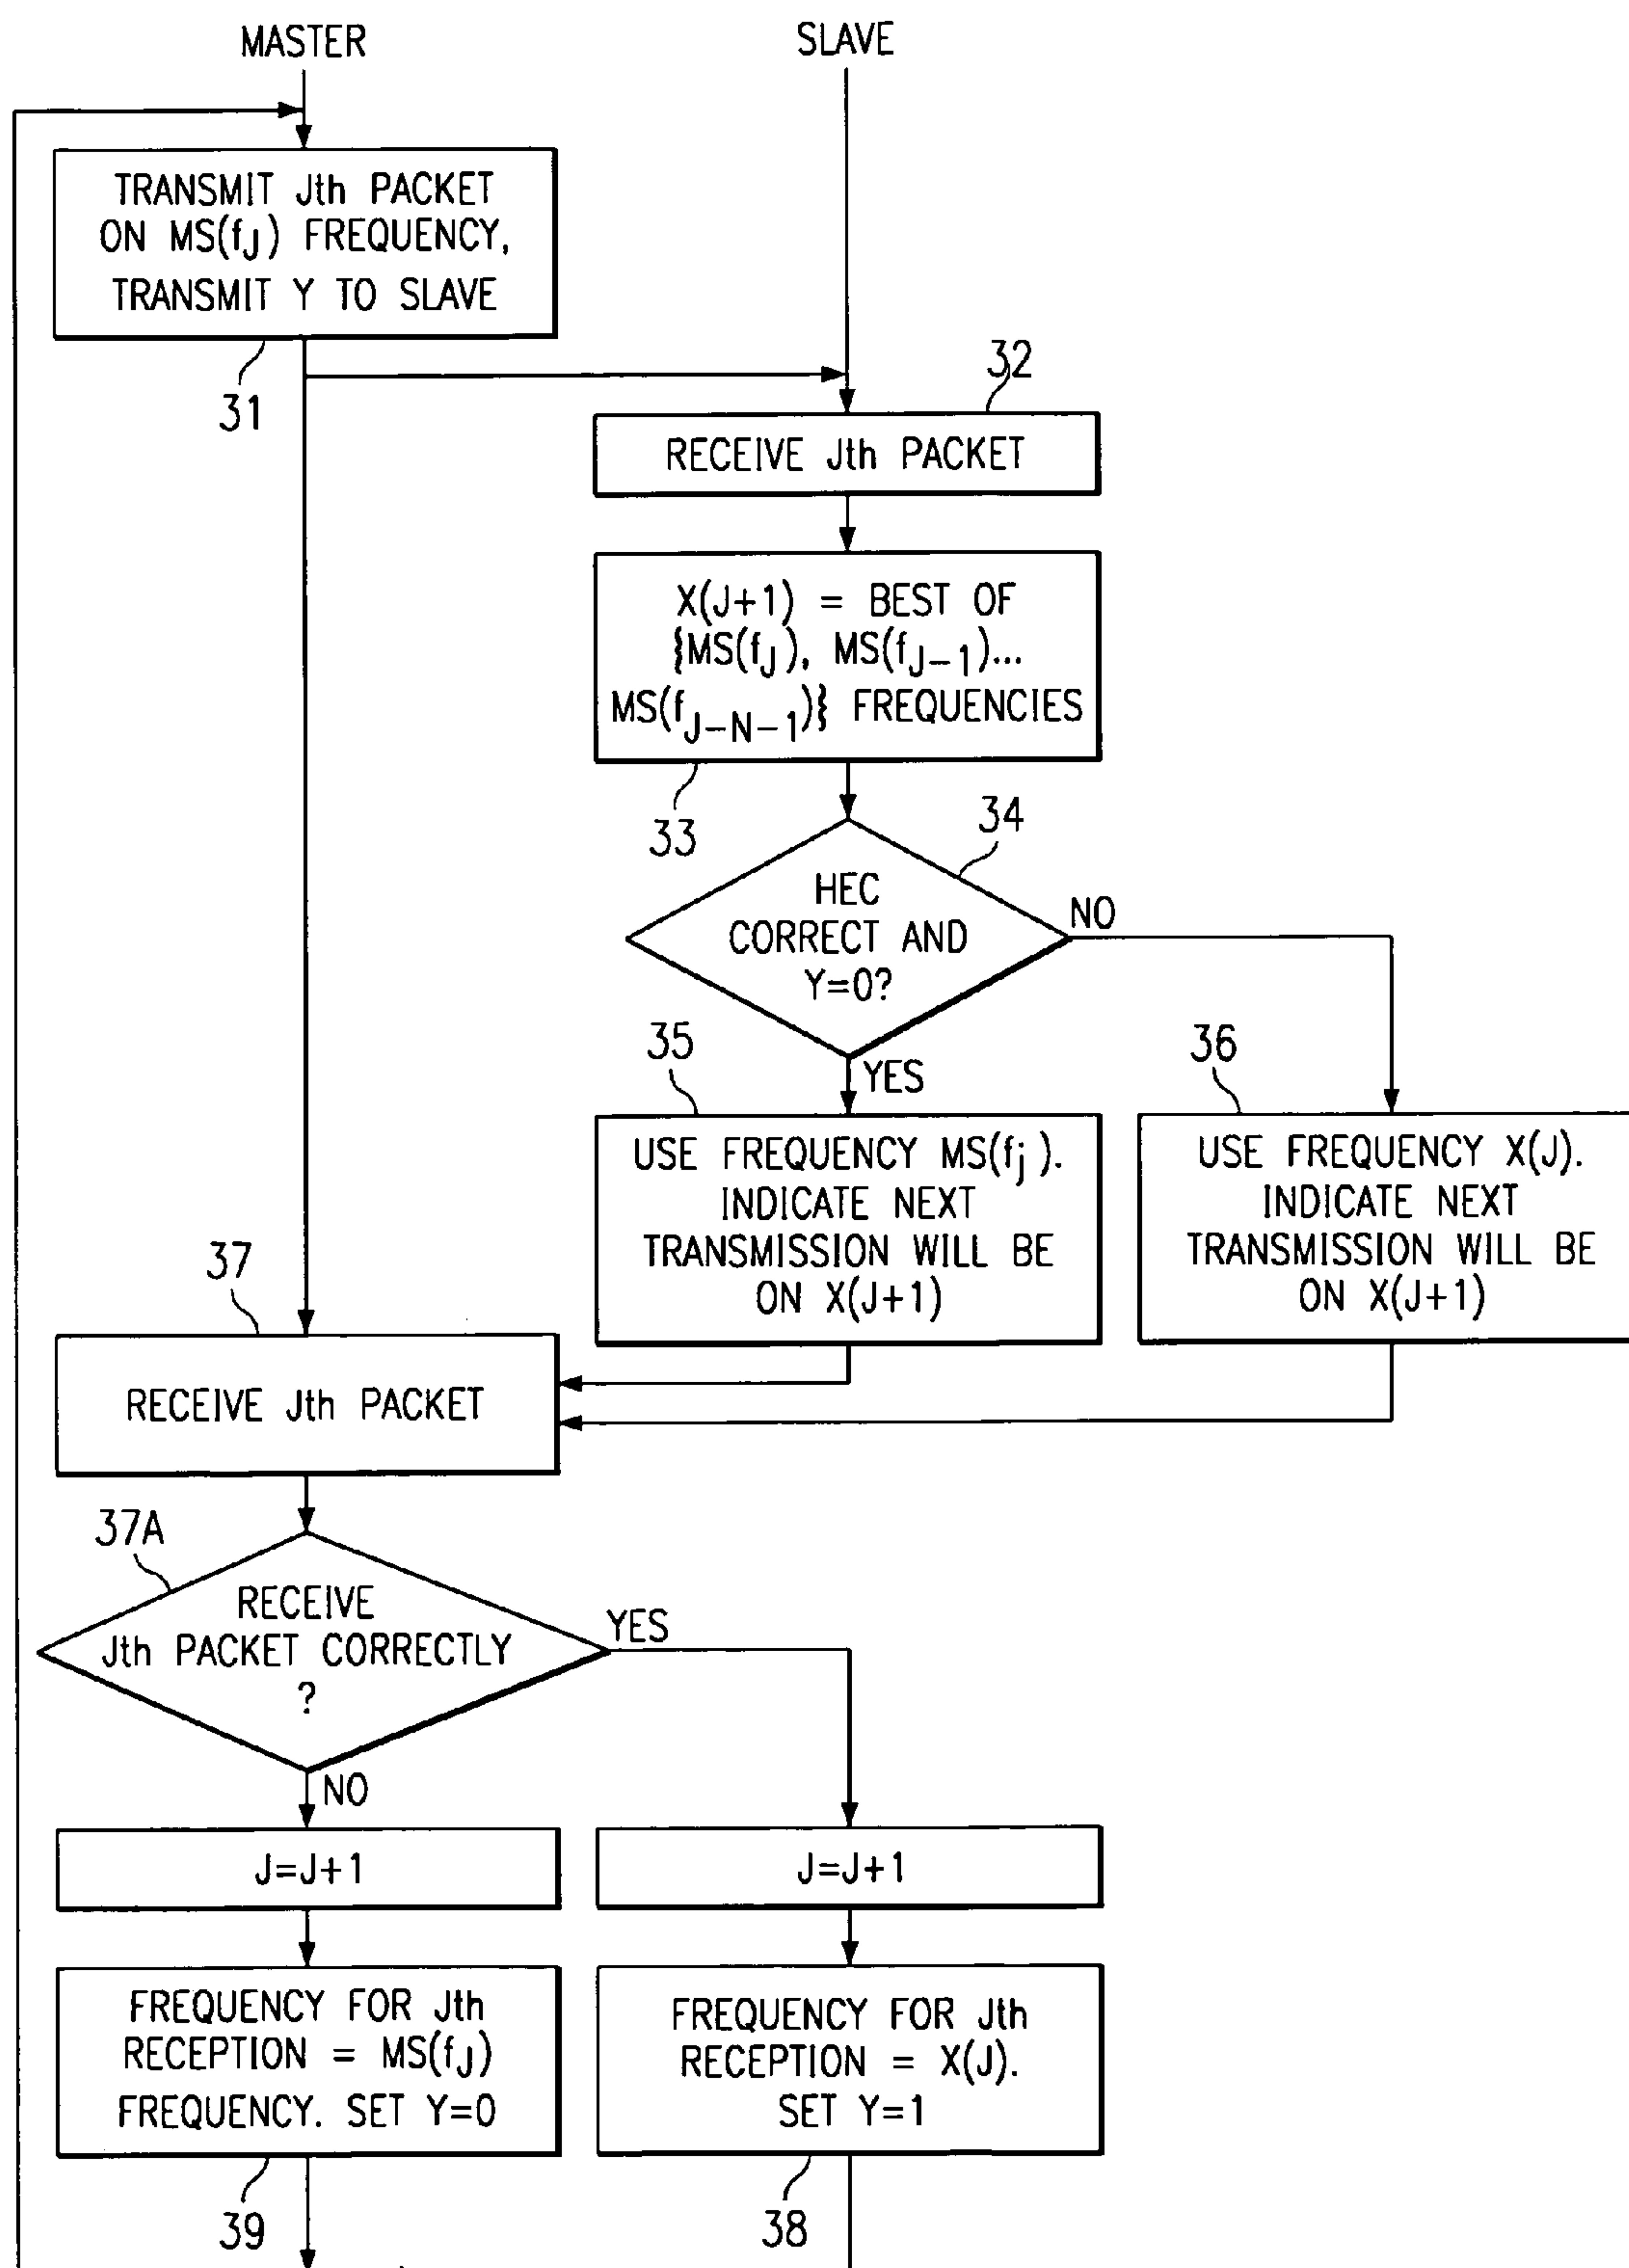 MASTER
SLAVE
TRANSMIT Jth PACKET
ON MS(fJ) FREQUENCY,
TRANSMIT Y TO SLAVE
31
32
RECEIVE Jth PACKET
X(J+1) = BEST OF
{MS(fJ), MS(fJ-1)...
MS(fJ-N-1)} FREQUENCIES
33
34
HEC
CORRECT AND
Y=0?
NO
YES
35
USE FREQUENCY MS(fj).
INDICATE NEXT
TRANSMISSION WILL BE
ON X(J+1)
36
USE FREQUENCY X(J).
INDICATE NEXT
TRANSMISSION WILL BE
ON X(J+1)
37
RECEIVE Jth PACKET
37A
RECEIVE
Jth PACKET CORRECTLY
?
YES
NO
J=J+1
J=J+1
FREQUENCY FOR Jth
RECEPTION = MS(fJ)
FREQUENCY. SET Y=0
39
FREQUENCY FOR Jth
RECEPTION = X(J).
SET Y=1
38